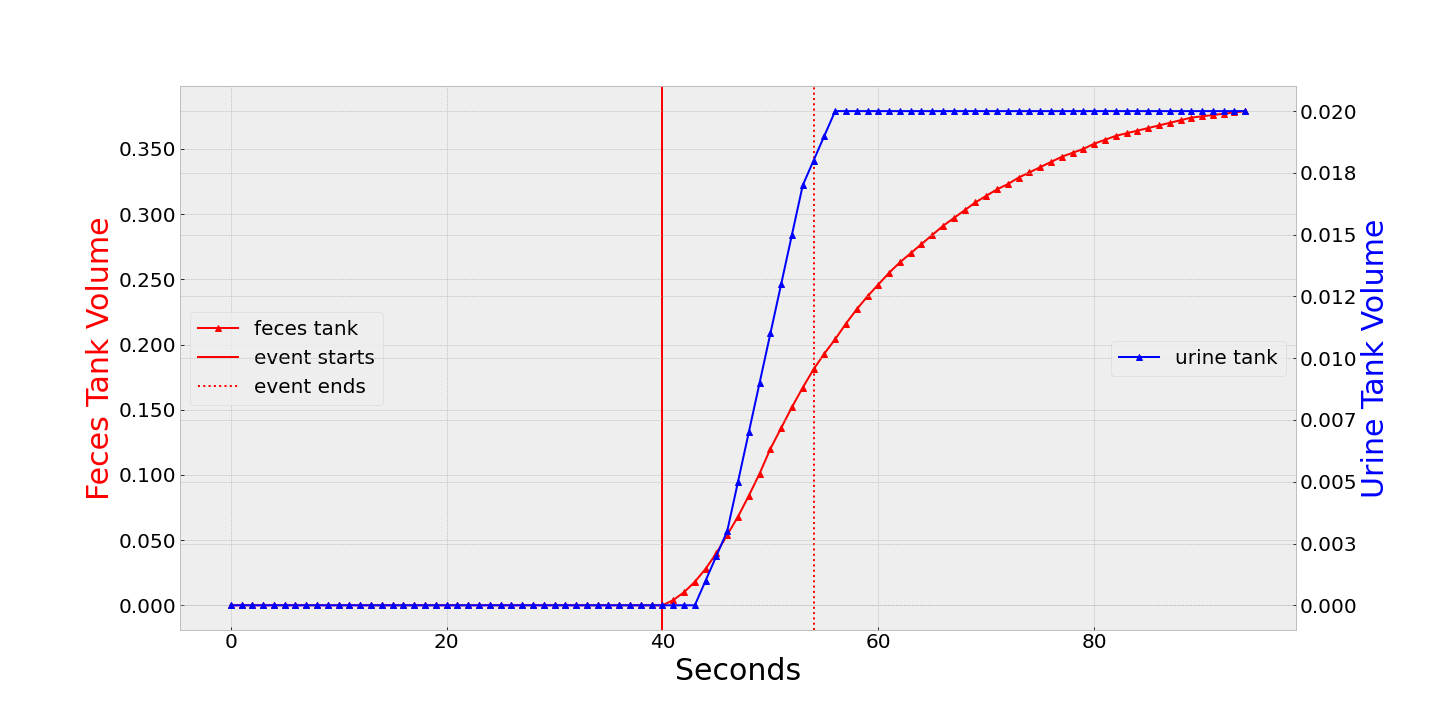 Feces Tank Volume
0.350
0.300
0.250
0.200
0.150
0.100
0.050
0.000
feces tank
event starts
event ends
urine tank
0.020
0.018
0.015
0.012
0.010
0.007
0.005
0.003
0.000
Urine Tank Volume
0 20 40 60 80
Seconds